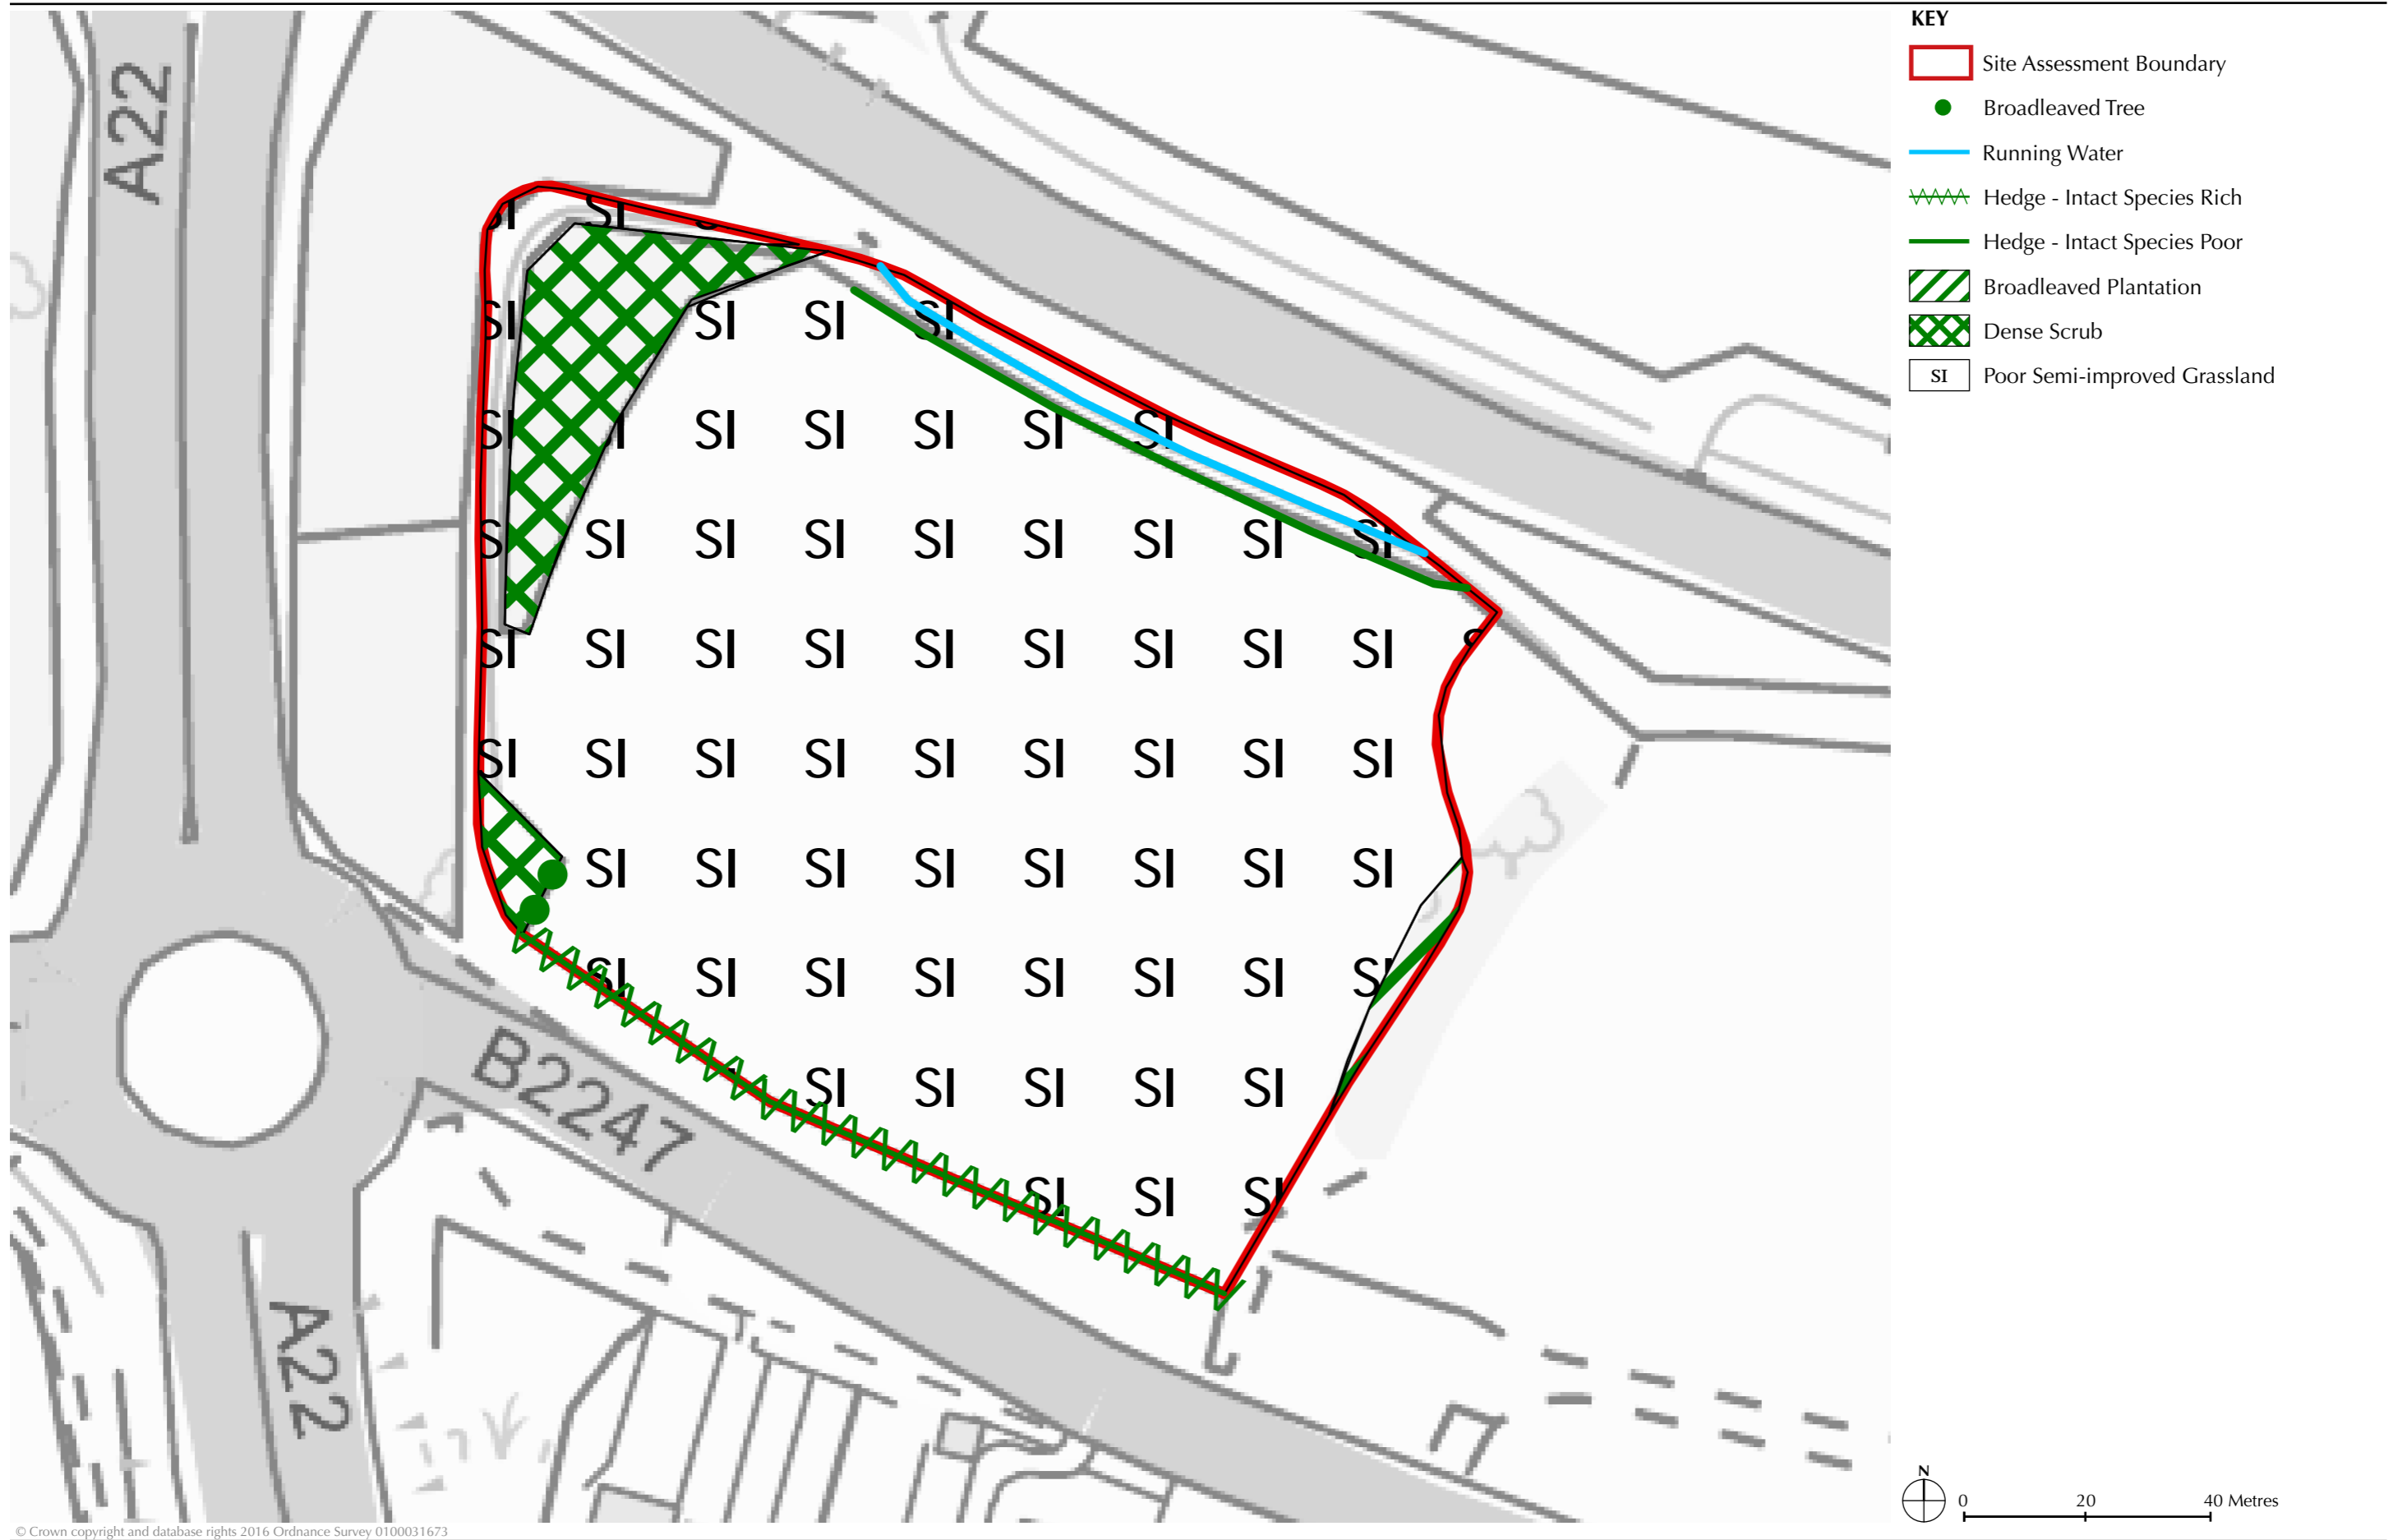 KEY
Site Assessment Boundary
Broadleaved Tree
Running Water
Hedge - Intact Species Rich
Hedge - Intact Species Poor
Broadleaved Plantation
Dense Scrub
SI Poor Semi-improved Grassland
A22
SI SI
SI SI SI SI
SI SI SI SI SI SI
SI SI SI SI SI SI SI SI SI
SI SI SI SI SI SI SI SI SI
SI SI SI SI SI SI SI SI SI
SI SI SI SI SI SI SI SI
SI SI SI SI SI SI SI SI
SI SI SI SI SI
SI SI SI
B2247
A22
N
0 20 40 Metres
© Crown copyright and database rights 2016 Ordnance Survey 0100031673